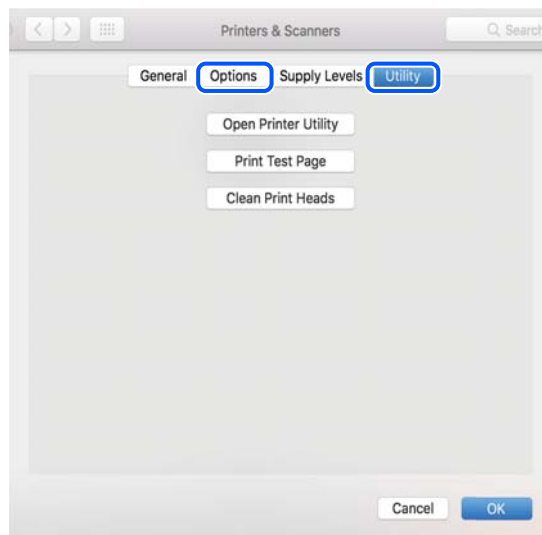 Printers & Scanners
Search
General Options Supply Levels Utility
Open Printer Utility
Print Test Page
Clean Print Heads
Cancel OK